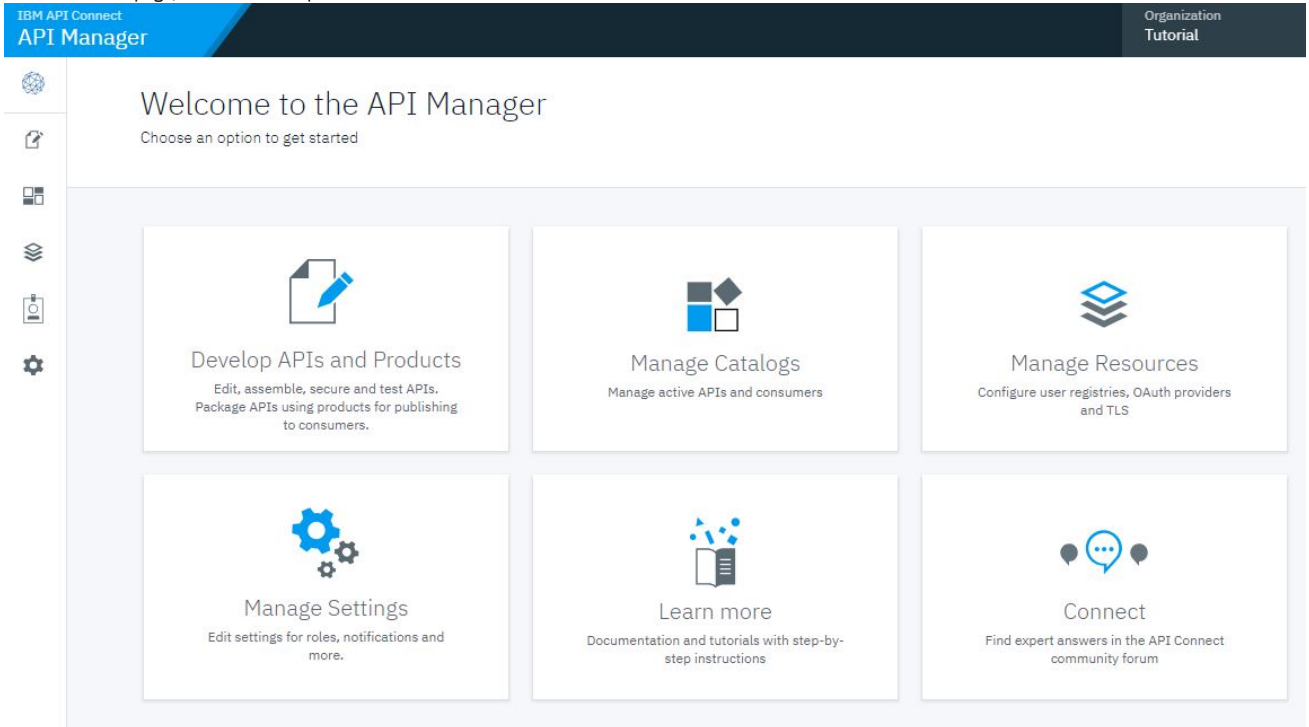 IBM API Connect
API Manager
Organization
Tutorial
Welcome to the API Manager
Choose an option to get started
Develop APIs and Products
Edit, assemble, secure and test APIs.
Package APIs using products for publishing
to consumers.
Manage Catalogs
Manage active APIs and consumers
Manage Resources
Configure user registries, OAuth providers
and TLS
Manage Settings
Edit settings for roles, notifications and
more.
Learn more
Documentation and tutorials with step-by-
step instructions
Connect
Find expert answers in the API Connect
community forum